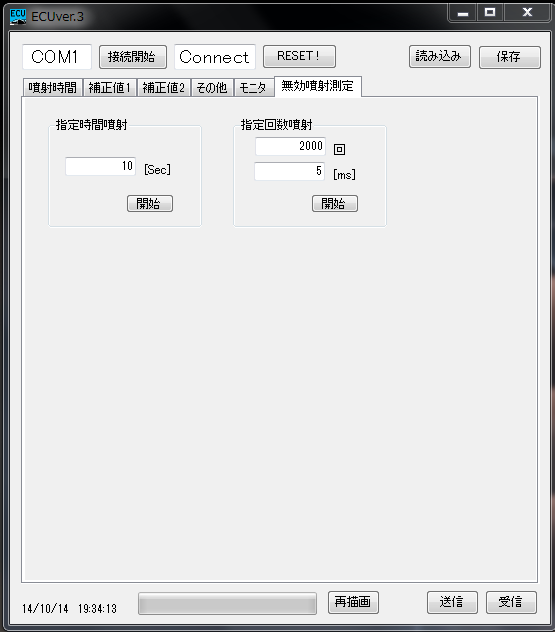 ECUver.3
COM1 接続開始 Connect RESET! 読み込み 保存
噴射時間 補正値1 補正値2 その他 モニタ 無効噴射測定
指定時間噴射 指定回数噴射
2000 回
10 [Sec] 5 [ms]
開始 開始
14/10/14 19:34:13 再描画 送信 受信